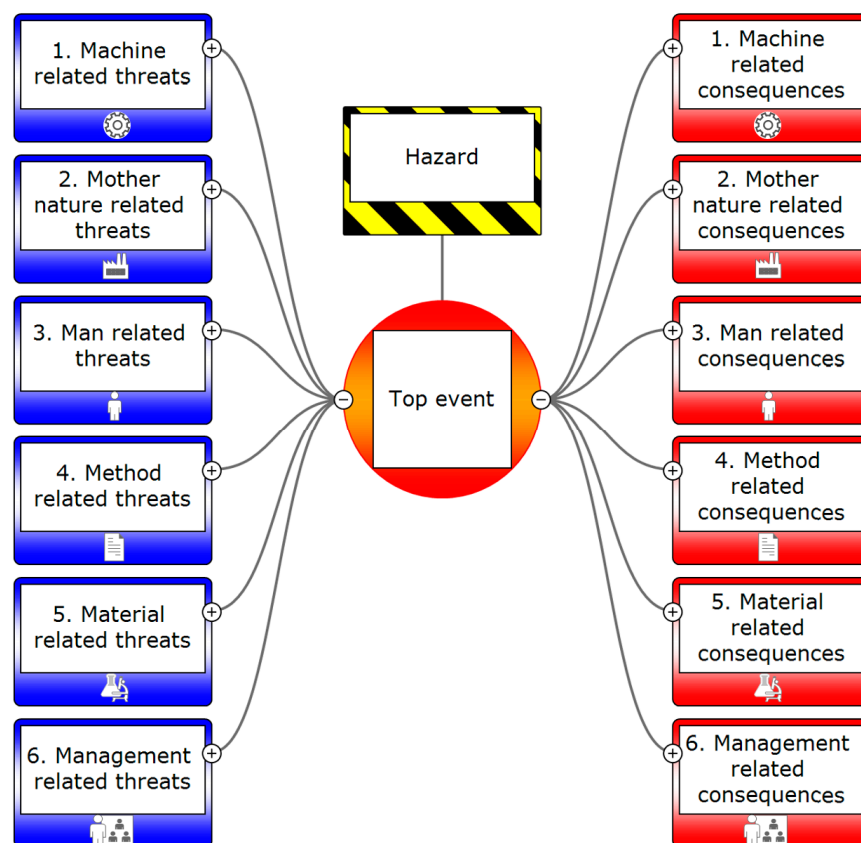 1. Machine
related threats
2. Mother
nature related
threats
3. Man related
threats
4. Method
related threats
5. Material
related threats
6. Management
related threats
Hazard
Top event
1. Machine
related
consequences
2. Mother
nature related
consequences
3. Man related
consequences
4. Method
related
consequences
5. Material
related
consequences
6. Management
related
consequences